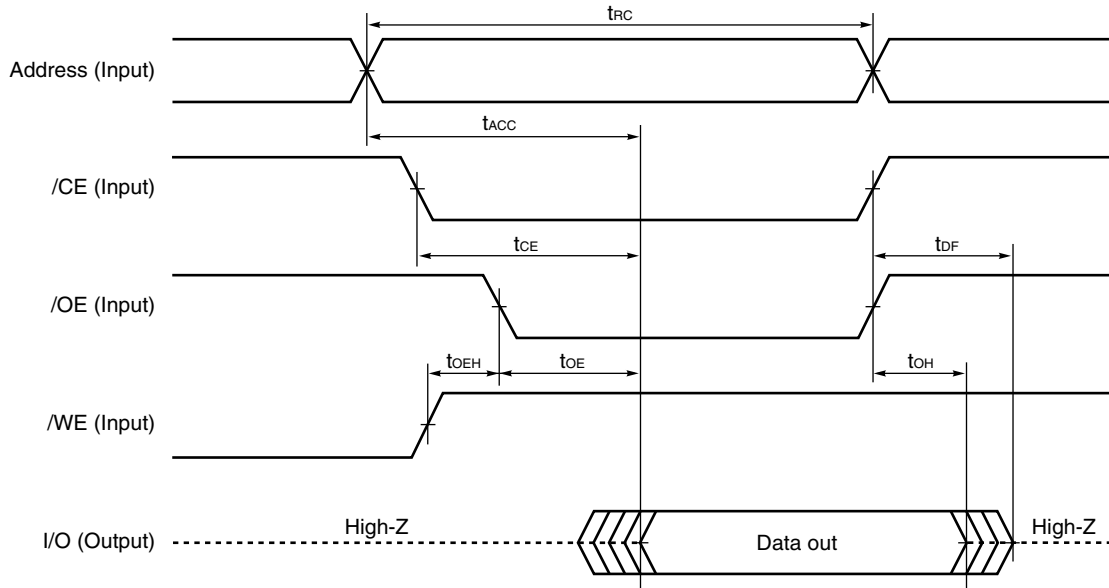 tRC
Address (Input)
tACC
/CE (Input)
tCE
tDF
/OE (Input)
tOEH
tOE
tOH
/WE (Input)
High-Z
Data out
High-Z
I/O (Output)